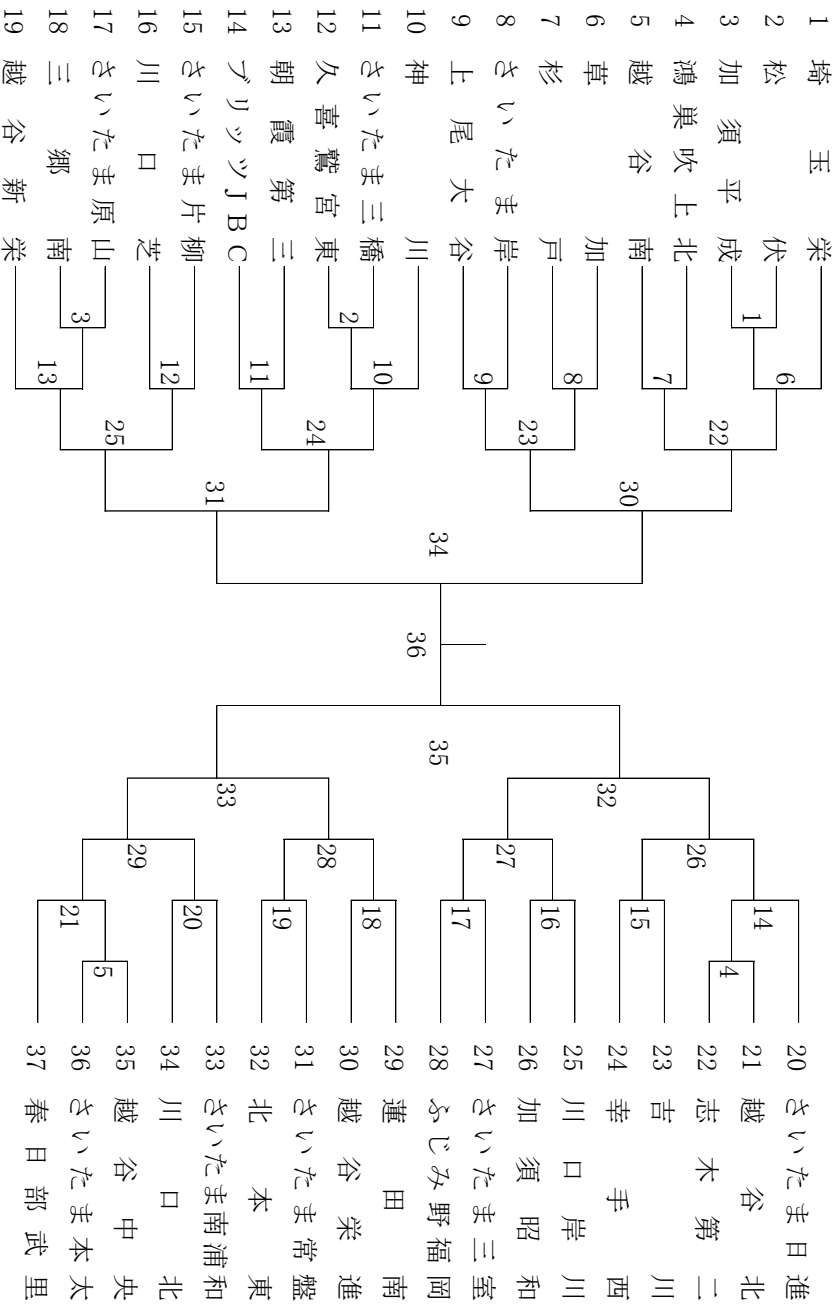 1 埼玉栄
2 松伏
3 加須平成
4 鴻巣吹上北
5 越谷南
6 草加
7 杉戸
8 さいたま岸
9 上尾大谷
10 神川
11 さいたま三橋
12 久喜鷲宮東
13 朝霞第三
14 ブリッツJBC
15 さいたま片柳
16 川口芝
17 さいたま原山
18 三郷南
19 越谷新栄
1
2
3
6
7
8
9
10
11
12
13
22
23
24
25
30
31
34
36
35
32
33
26
27
28
29
14
15
16
17
18
19
20
21
4
5
20 さいたま日進
21 越谷北
22 志木第二
23 吉川
24 幸手西
25 川口岸川
26 加須昭和
27 さいたま三室
28 ふじみ野福岡
29 蓮田南
30 越谷栄進
31 さいたま常盤
32 北本東
33 さいたま南浦和
34 川口北
35 越谷中央
36 さいたま本太
37 春日部武里